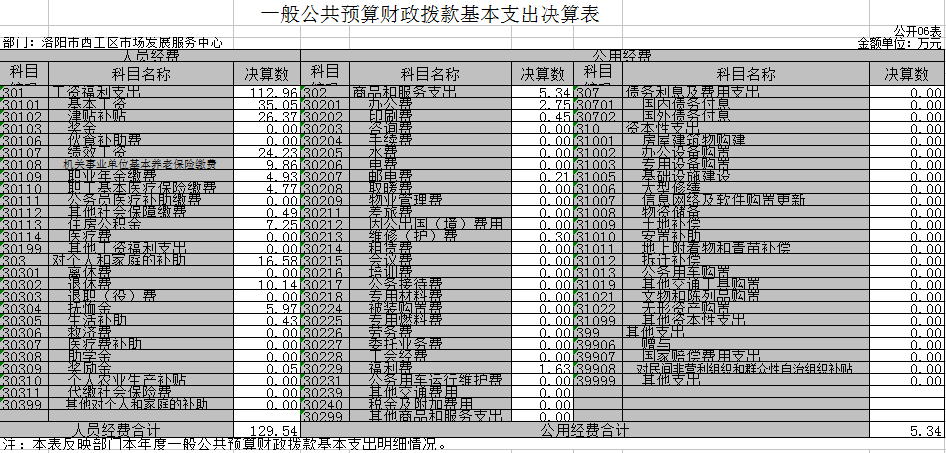 一般公共预算财政拨款基本支出决算表
公开06表
部门：洛阳市西工区市场发展服务中心 金额单位：万元
人员经费 公用经费
科目 科目名称 决算数 科目 科目名称 决算数 科目 科目名称 决算数
301 工资福利支出 112.96 302 商品和服务支出 5.34 307 债务利息及费用支出 0.00
30101 基本工资 35.05 30201 办公费 2.75 30701 国内债务付息 0.00
30102 津贴补贴 26.37 30202 印刷费 0.45 30702 国外债务付息 0.00
30103 奖金 0.00 30203 咨询费 0.00 310 资本性支出 0.00
30106 伙食补助费 0.00 30204 手续费 0.00 31001 房屋建筑物购建 0.00
30107 绩效工资 24.23 30205 水费 0.00 31002 办公设备购置 0.00
30108 机关事业单位基本养老保险缴费 9.86 30206 电费 0.00 31003 专用设备购置 0.00
30109 职业年金缴费 4.93 30207 邮电费 0.21 31005 基础设施建设 0.00
30110 职工基本医疗保险缴费 4.77 30208 取暖费 0.00 31006 大型修缮 0.00
30111 公务员医疗补助缴费 0.00 30209 物业管理费 0.00 31007 信息网络及软件购置更新 0.00
30112 其他社会保障缴费 0.49 30211 差旅费 0.00 31008 物资储备 0.00
30113 住房公积金 7.25 30212 因公出国（境）费用 0.00 31009 土地补偿 0.00
30114 医疗费 0.00 30213 维修（护）费 0.30 31010 安置补助 0.00
30199 其他工资福利支出 0.00 30214 租赁费 0.00 31011 地上附着物和青苗补偿 0.00
303 对个人和家庭的补助 16.58 30215 会议费 0.00 31012 拆迁补偿 0.00
30301 离休费 0.00 30216 培训费 0.00 31013 公务用车购置 0.00
30302 退休费 10.14 30217 公务接待费 0.00 31019 其他交通工具购置 0.00
30303 退职（役）费 0.00 30218 专用材料费 0.00 31021 文物和陈列品购置 0.00
30304 抚恤金 5.97 30224 被装购置费 0.00 31022 无形资产购置 0.00
30305 生活补助 0.43 30225 专用燃料费 0.00 31099 其他资本性支出 0.00
30306 救济费 0.00 30226 劳务费 0.00 399 其他支出 0.00
30307 医疗费补助 0.00 30227 委托业务费 0.00 39906 赠与 0.00
30308 助学金 0.00 30228 工会经费 0.00 39907 国家赔偿费用支出 0.00
30309 奖励金 0.05 30229 福利费 1.63 39908 对民间非营利组织和群众性自治组织补贴 0.00
30310 个人农业生产补贴 0.00 30231 公务用车运行维护费 0.00 39999 其他支出 0.00
30311 代缴社会保险费 0.00 30239 其他交通费用 0.00
30399 其他对个人和家庭的补助 0.00 30240 税金及附加费用 0.00
30299 其他商品和服务支出 0.00
人员经费合计 129.54 公用经费合计 5.34
注：本表反映部门本年度一般公共预算财政拨款基本支出明细情况。